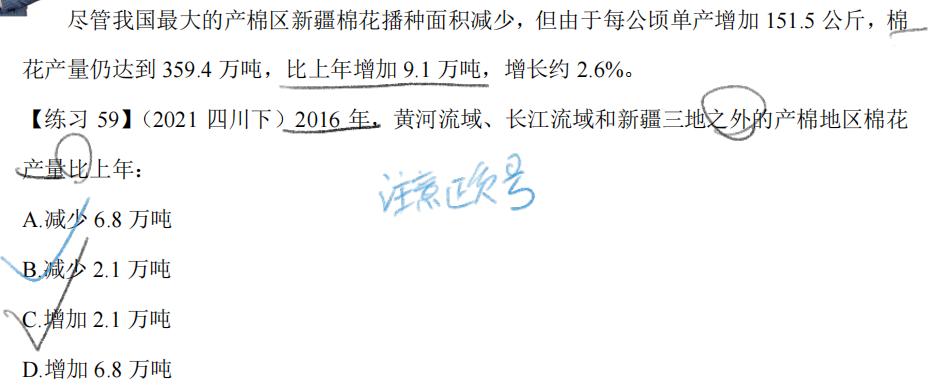 尽管我国最大的产棉区新疆棉花播种面积减少，但由于每公顷单产增加 151.5 公斤，棉
花产量仍达到 359.4 万吨，比上年增加 9.1 万吨，增长约 2.6%。
【练习 59】（2021 四川下）2016 年，黄河流域、长江流域和新疆三地之外的产棉地区棉花
产量比上年：
注意正负号
A.减少 6.8 万吨
B.减少 2.1 万吨
C.增加 2.1 万吨
D.增加 6.8 万吨